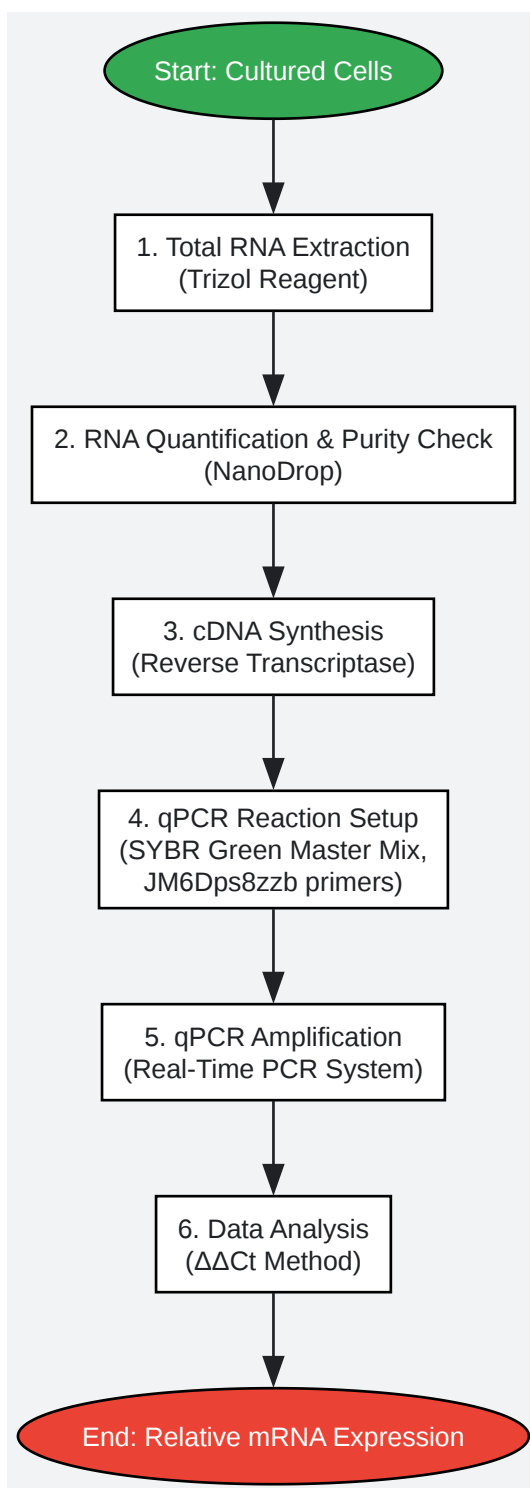 Start: Cultured Cells
1. Total RNA Extraction
(Trizol Reagent)
2. RNA Quantification & Purity Check
(NanoDrop)
3. cDNA Synthesis
(Reverse Transcriptase)
4. qPCR Reaction Setup
(SYBR Green Master Mix,
JM6Dps8zzb primers)
5. qPCR Amplification
(Real-Time PCR System)
6. Data Analysis
(ΔΔCt Method)
End: Relative mRNA Expression